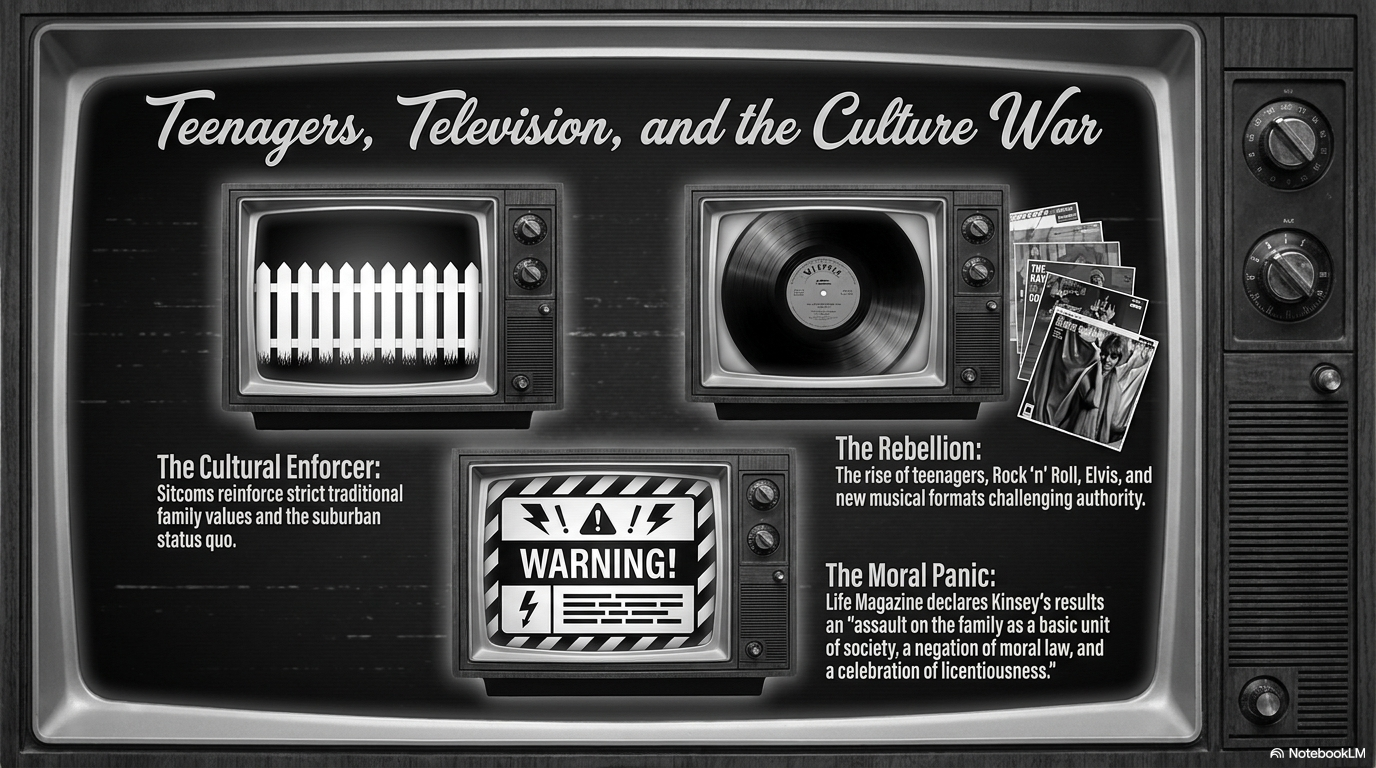 Teenagers, Television, and the Culture War
The Cultural Enforcer:
Sitcoms reinforce strict traditional
family values and the suburban
status quo.
THE
RAY
CO
The Rebellion:
The rise of teenagers, Rock ‘n’ Roll, Elvis, and
new musical formats challenging authority.
WARNING!
The Moral Panic:
Life Magazine declares Kinsey’s results
an “assault on the family as a basic unit
of society, a negation of moral law, and
a celebration of licentiousness.”
NotebookLM